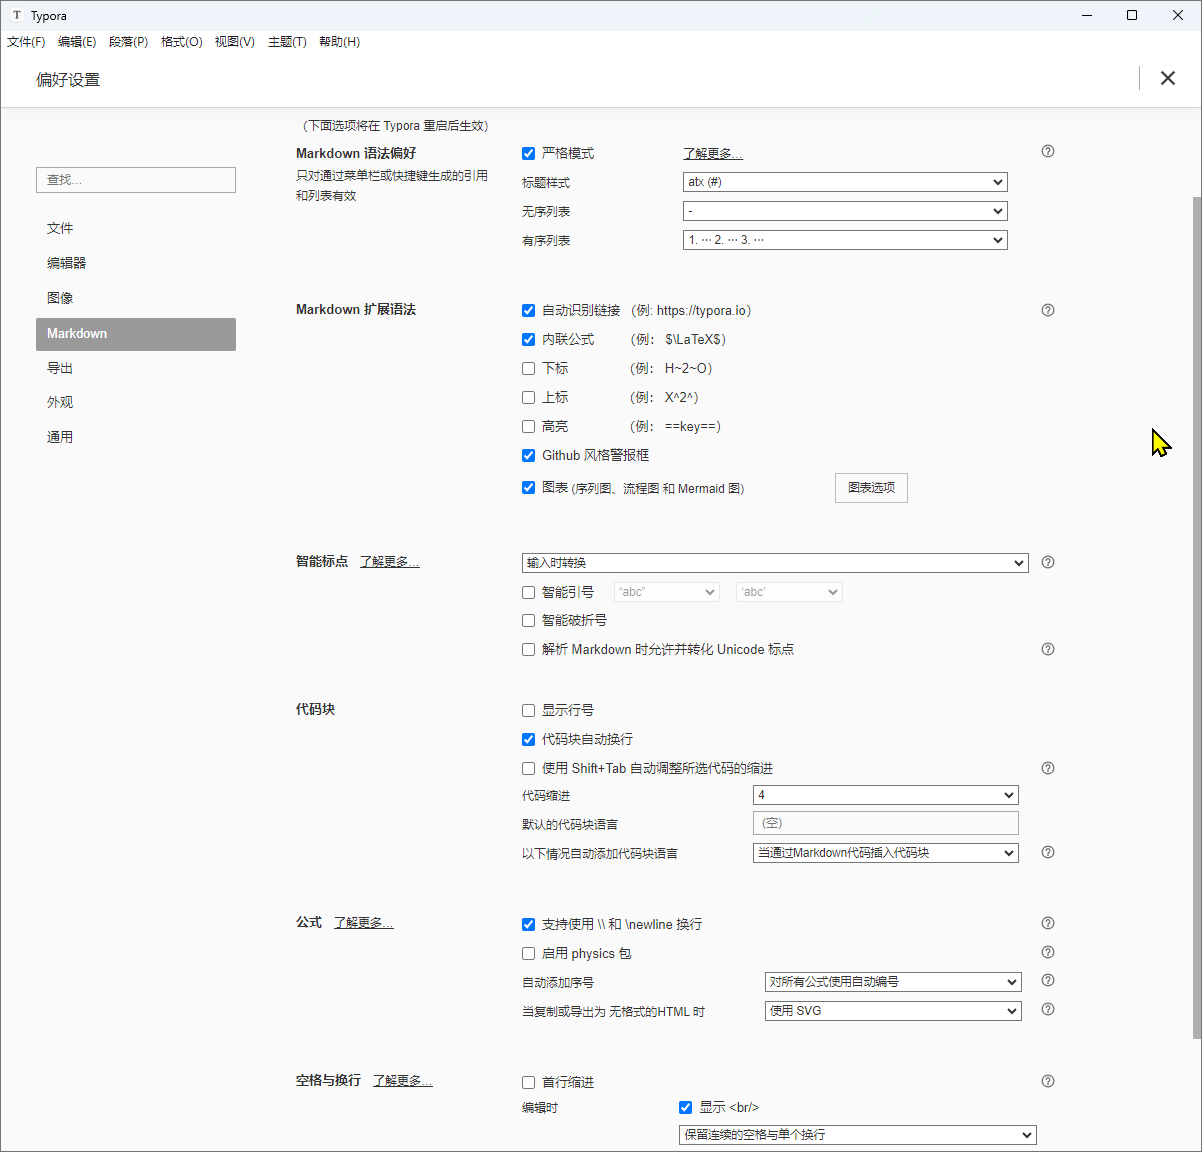 Typora
文件(F) 编辑(E) 段落(P) 格式(O) 视图(V) 主题(T) 帮助(H)
偏好设置
查找...
文件
编辑器
图像
Markdown
导出
外观
通用
（下面选项将在 Typora 重启后生效）
Markdown 语法偏好
只对通过菜单栏或快捷键生成的引用
和列表有效
严格模式 了解更多...
标题样式 atx (#)
无序列表 -
有序列表 1. ··· 2. ··· 3. ···
Markdown 扩展语法
自动识别链接 （例: https://typora.io）
内联公式 （例： $\LaTeX$）
下标 （例： H~2~O）
上标 （例： X^2^）
高亮 （例： ==key==）
Github 风格警报框
图表 (序列图、流程图 和 Mermaid 图) 图表选项
智能标点 了解更多... 输入时转换
智能引号 “abc” ‘abc’
智能破折号
解析 Markdown 时允许并转化 Unicode 标点
代码块 显示行号
代码块自动换行
使用 Shift+Tab 自动调整所选代码的缩进
代码缩进 4
默认的代码块语言 (空)
以下情况自动添加代码块语言 当通过Markdown代码插入代码块
公式 了解更多... 支持使用 \\ 和 \newline 换行
启用 physics 包
自动添加序号 对所有公式使用自动编号
当复制或导出为 无格式的HTML 时 使用 SVG
空格与换行 了解更多... 首行缩进
编辑时 显示 <br/>
保留连续的空格与单个换行